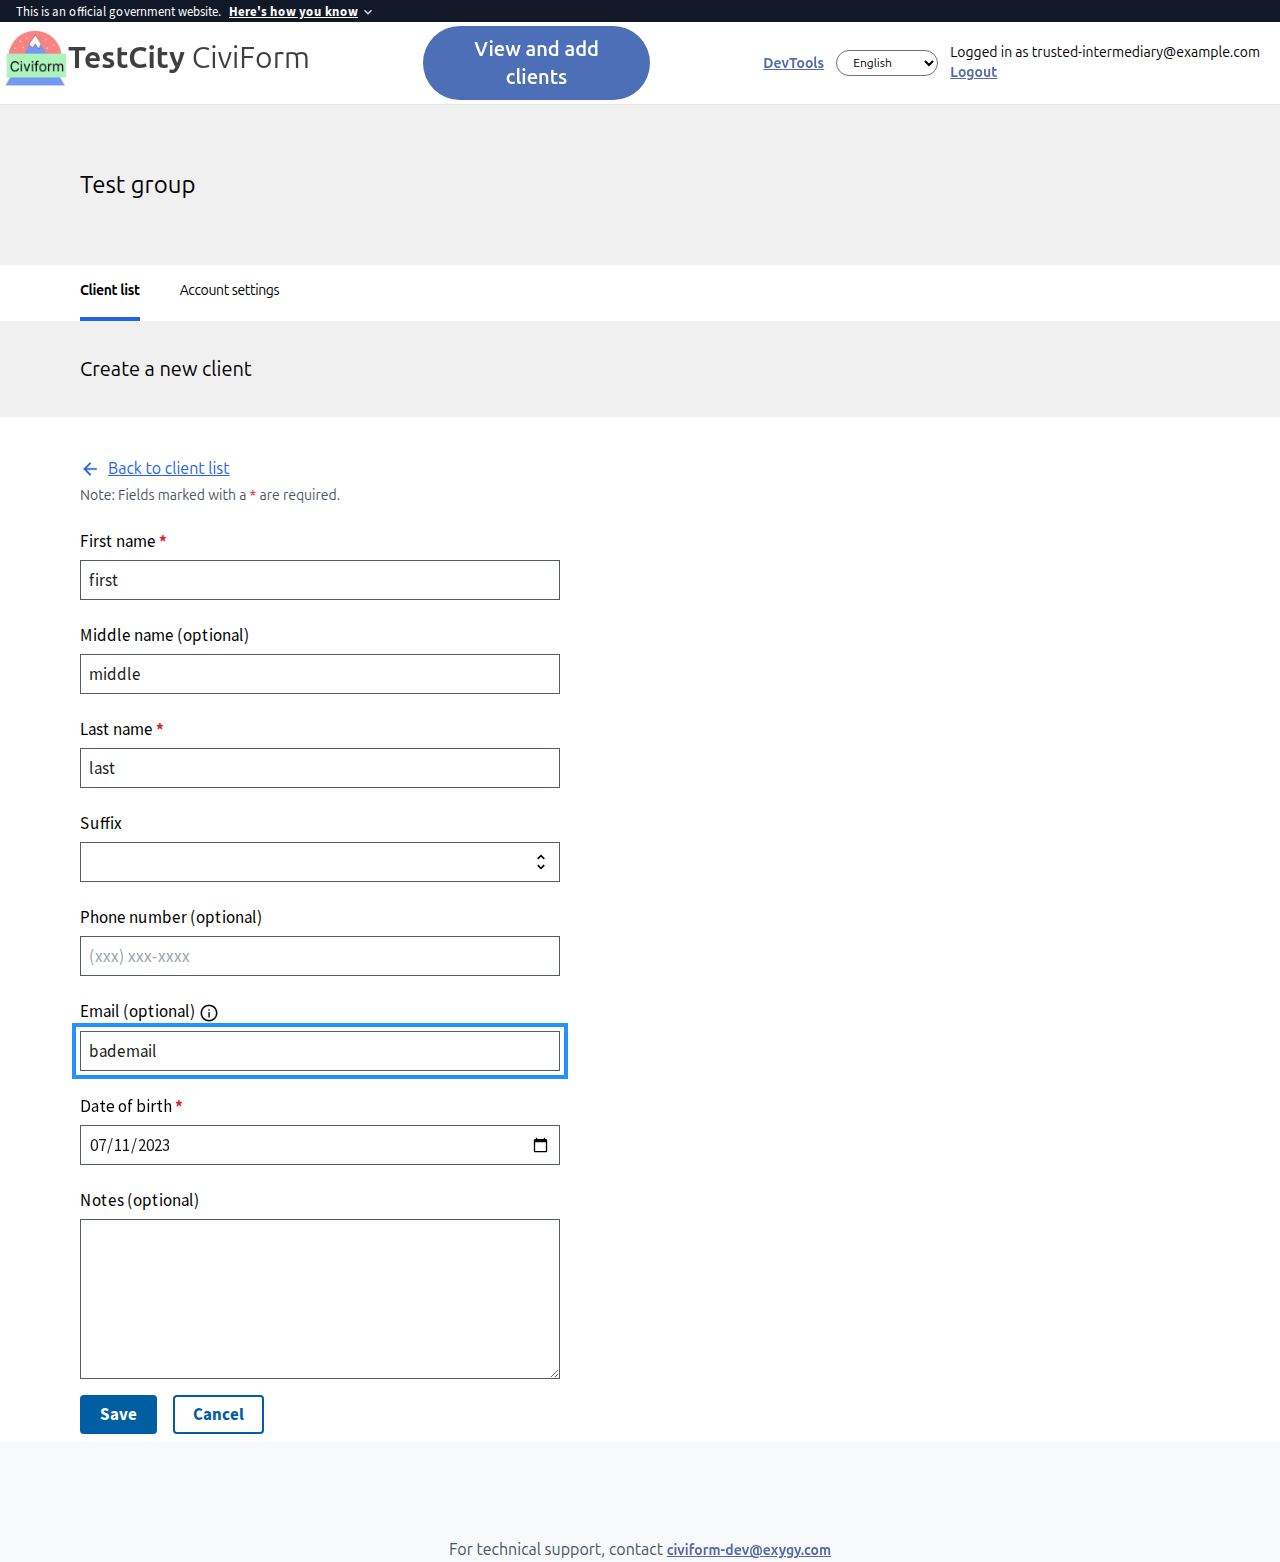 This is an official government website. Here's how you know
Civiform
TestCity CiviForm
View and add
clients
DevTools
English
Logged in as trusted-intermediary@example.com
Logout
Test group
Client list
Account settings
Create a new client
Back to client list
Note: Fields marked with a * are required.
First name *
first
Middle name (optional)
middle
Last name *
last
Suffix
Phone number (optional)
(xxx) xxx-xxxx
Email (optional)
bademail
Date of birth *
07/11/2023
Notes (optional)
Save
Cancel
For technical support, contact civiform-dev@exygy.com